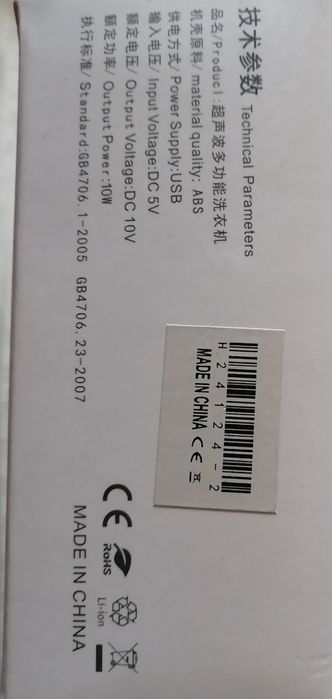 技术参数 Technical Parameters
品名/Product:超声波多功能洗衣机
机壳原料/material quality: ABS
供电方式/Power Supply:USB
输入电压/Input Voltage:DC 5V
额定电压/Output Voltage:DC 10V
额定功率/Output Power:10W
执行标准/Standard:GB4706.1-2005 GB4706.23-2007
H24124-2
MADE IN CHINA CE
CE RoHS Li-ion
MADE IN CHINA